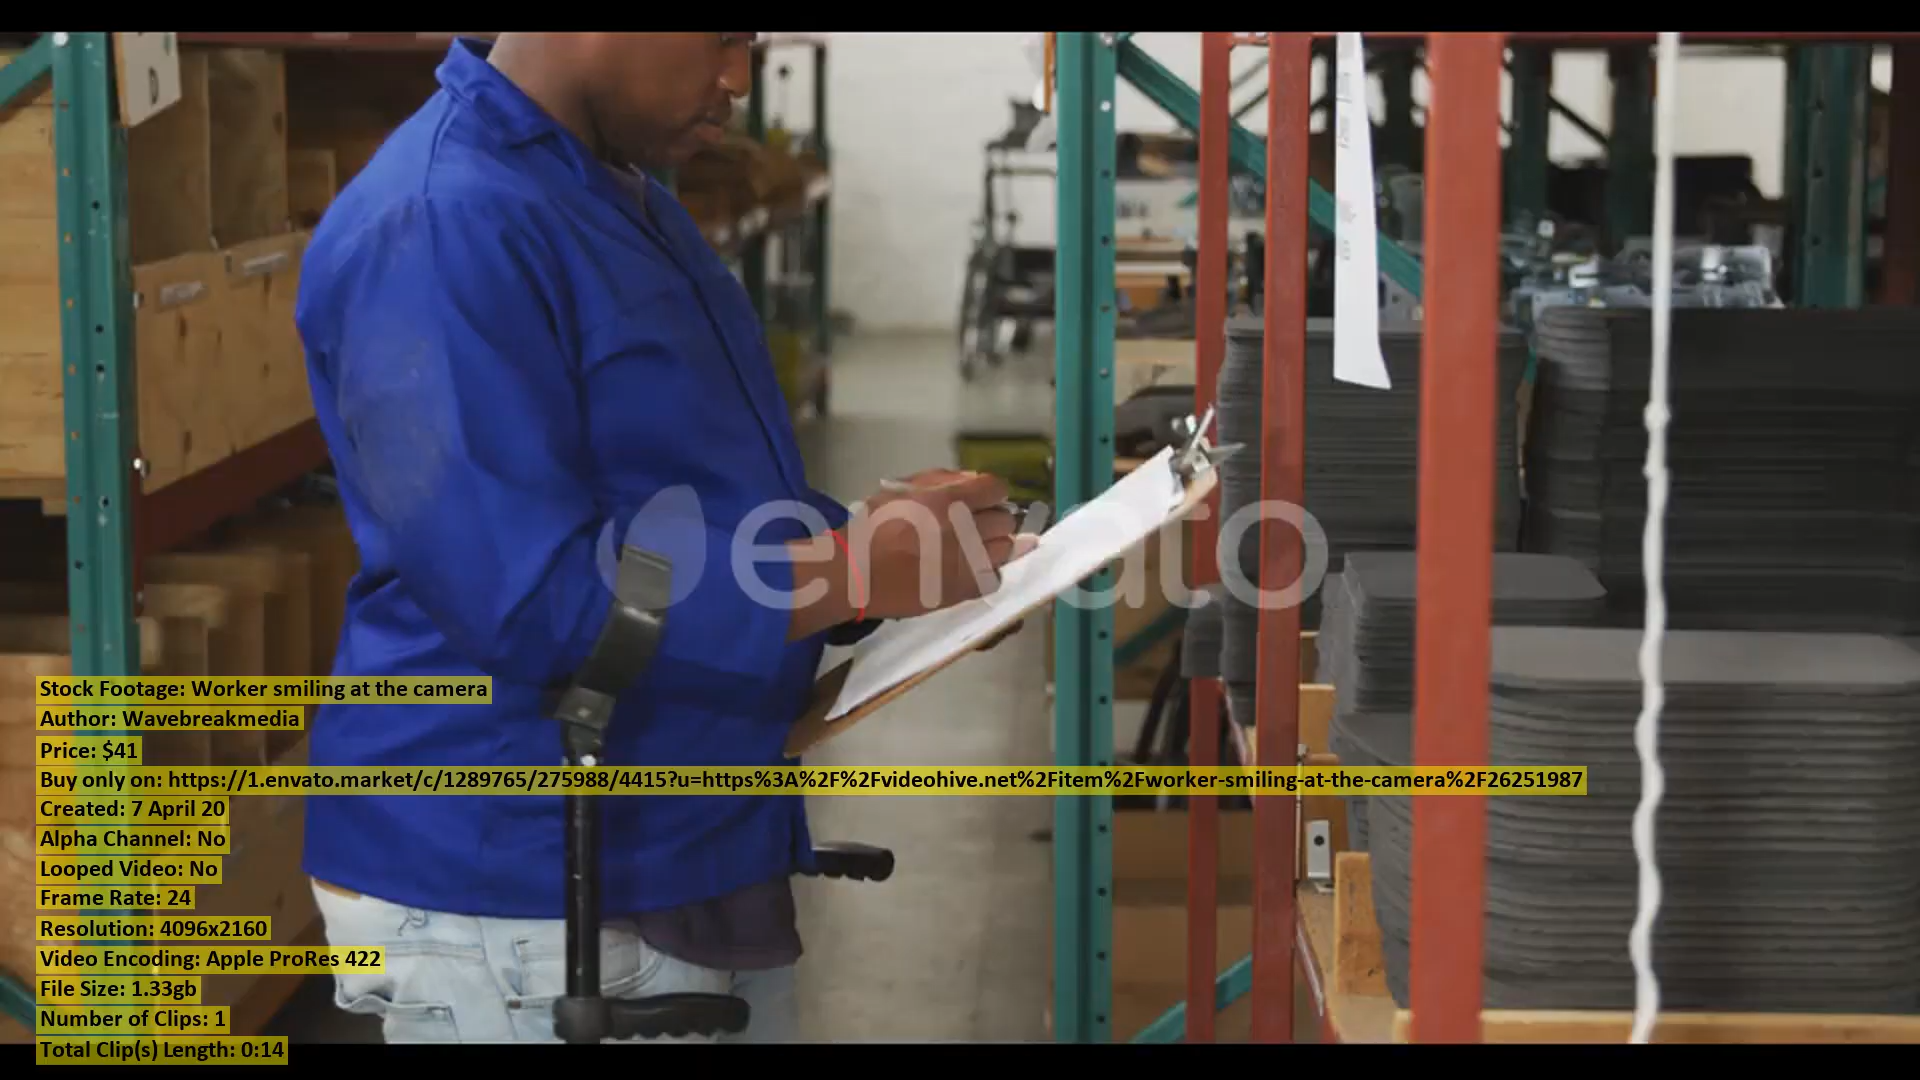 D
envato
Stock Footage: Worker smiling at the camera
Author: Wavebreakmedia
Price: $41
Buy only on: https://1.envato.market/c/1289765/275988/4415?u=https%3A%2F%2Fvideohive.net%2Fitem%2Fworker-smiling-at-the-camera%2F26251987
Created: 7 April 20
Alpha Channel: No
Looped Video: No
Frame Rate: 24
Resolution: 4096x2160
Video Encoding: Apple ProRes 422
File Size: 1.33gb
Number of Clips: 1
Total Clip(s) Length: 0:14